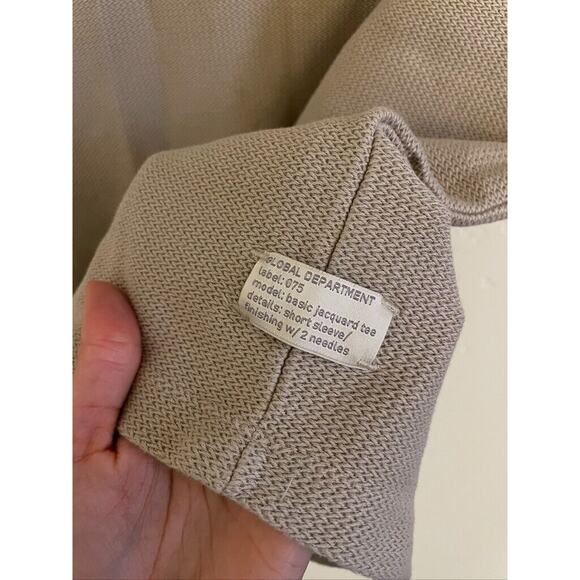 GLOBAL DEPARTMENT
label: 075
model: basic jacquard tee
details: short sleeve/
finishing w/ 2 needles